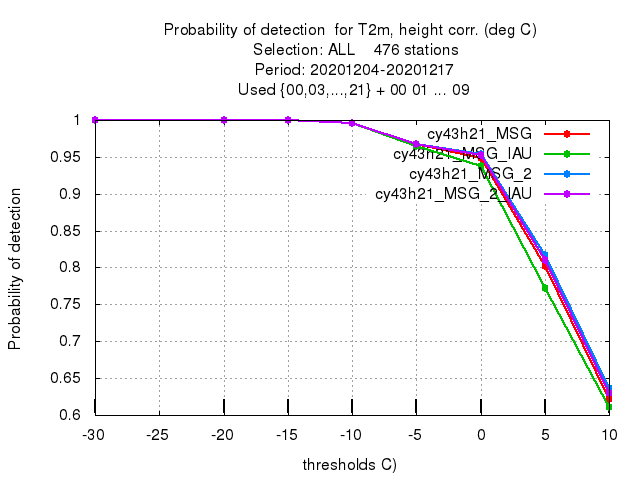 Probability of detection  for T2m, height corr. (deg C)
Selection: ALL    476 stations
Period: 20201204-20201217
Used {00,03,...,21} + 00 01 ... 09
1
0.95
0.9
0.85
0.8
0.75
0.7
0.65
0.6
Probability of detection
cy43h21_MSG
cy43h21_MSG_IAU
cy43h21_MSG_2
cy43h21_MSG_2_IAU
-30 -25 -20 -15 -10 -5 0 5 10
thresholds C)